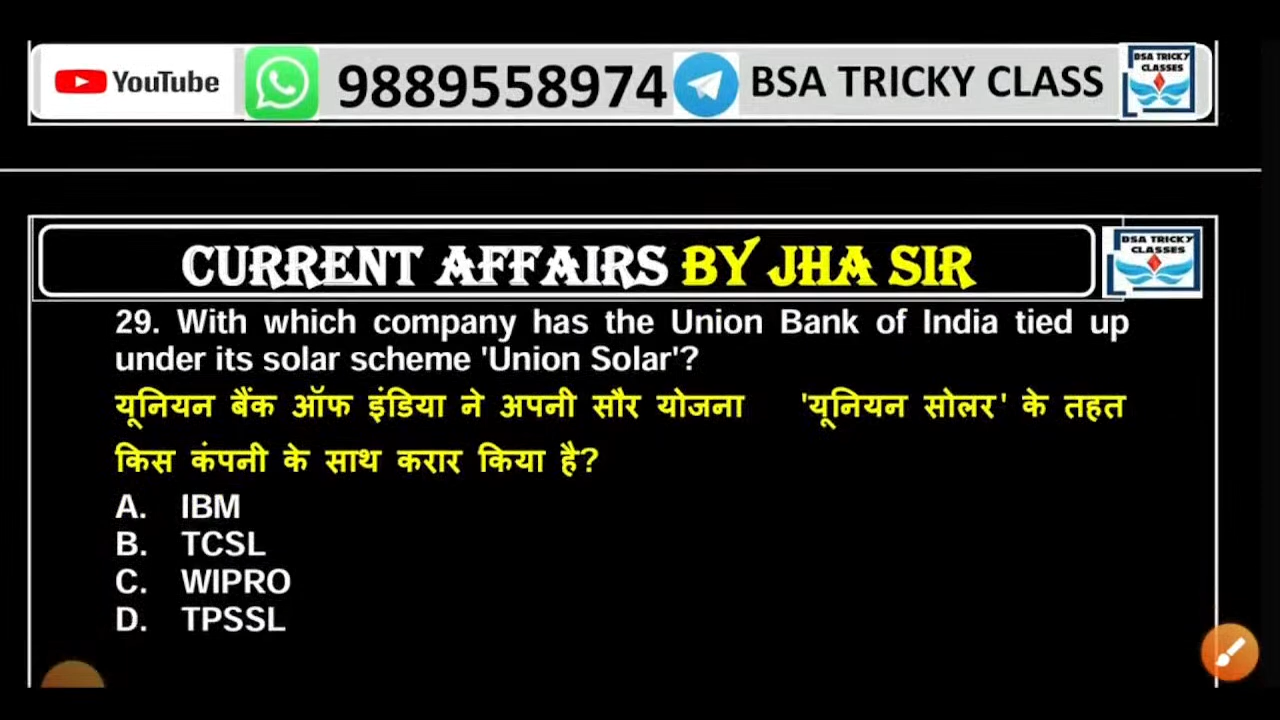 YouTube 9889558974 BSA TRICKY CLASS BSA TRICKY
CLASSES
CURRENT AFFAIRS BY JHA SIR BSA TRICKY
CLASSES
29. With which company has the Union Bank of India tied up
under its solar scheme 'Union Solar'?
यूनियन बैंक ऑफ इंडिया ने अपनी सौर योजना 'यूनियन सोलर' के तहत
किस कंपनी के साथ करार किया है?
A. IBM
B. TCSL
C. WIPRO
D. TPSSL